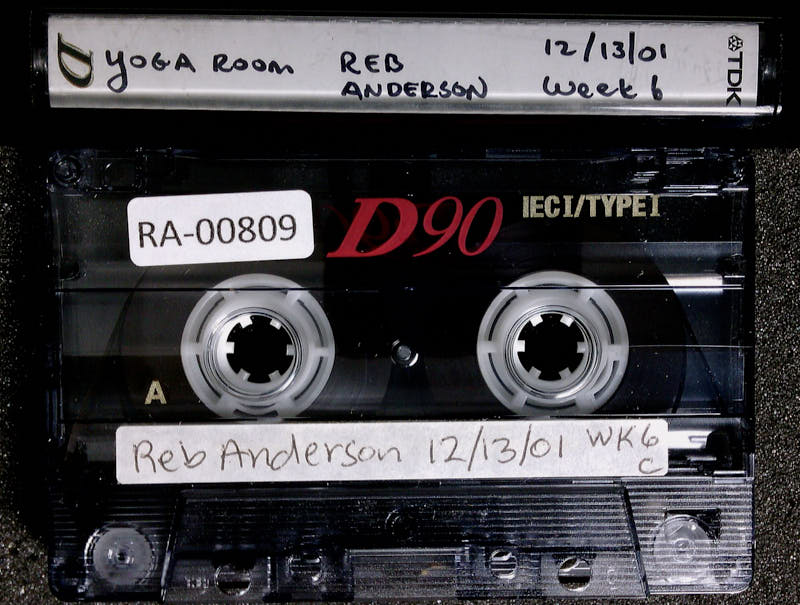 D YOGA ROOM REB 12/13/01
ANDERSON Week 6
TDK
RA-00809
D90 IECI/TYPEI
A
Reb Anderson 12/13/01 WK6
C